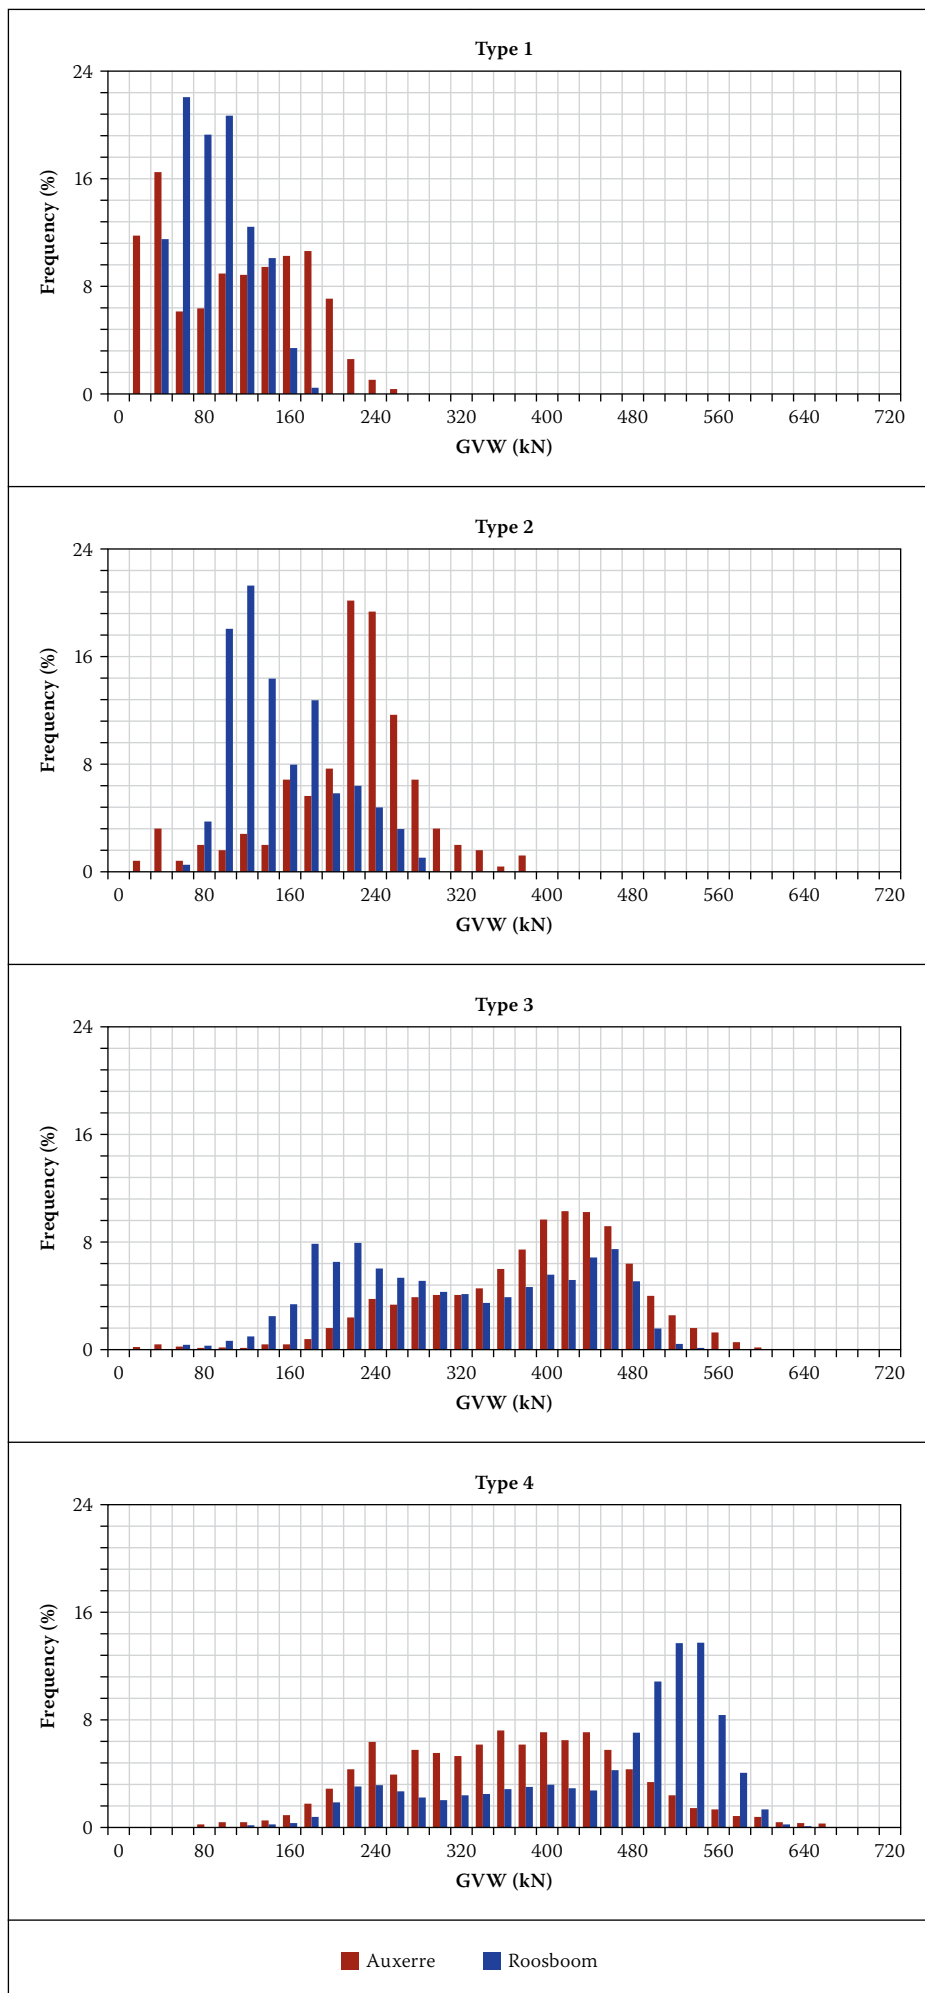 Type 1
24
16
8
0
Frequency (%)
0 80 160 240 320 400 480 560 640 720
GVW (kN)
Type 2
24
16
8
0
Frequency (%)
0 80 160 240 320 400 480 560 640 720
GVW (kN)
Type 3
24
16
8
0
Frequency (%)
0 80 160 240 320 400 480 560 640 720
GVW (kN)
Type 4
24
16
8
0
Frequency (%)
0 80 160 240 320 400 480 560 640 720
GVW (kN)
Auxerre Roosboom